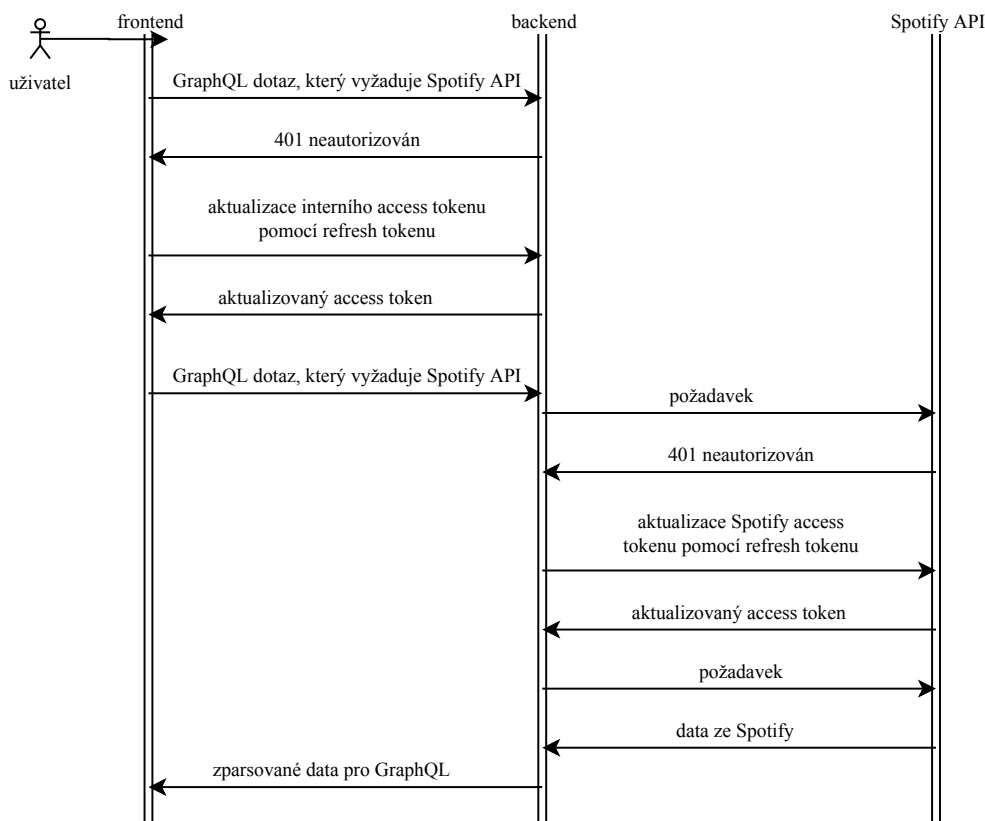 frontend
backend
Spotify API
uživatel
GraphQL dotaz, který vyžaduje Spotify API
401 neautorizován
aktualizace interního access tokenu
pomocí refresh tokenu
aktualizovaný access token
GraphQL dotaz, který vyžaduje Spotify API
požadavek
401 neautorizován
aktualizace Spotify access
tokenu pomocí refresh tokenu
aktualizovaný access token
požadavek
data ze Spotify
zparsované data pro GraphQL